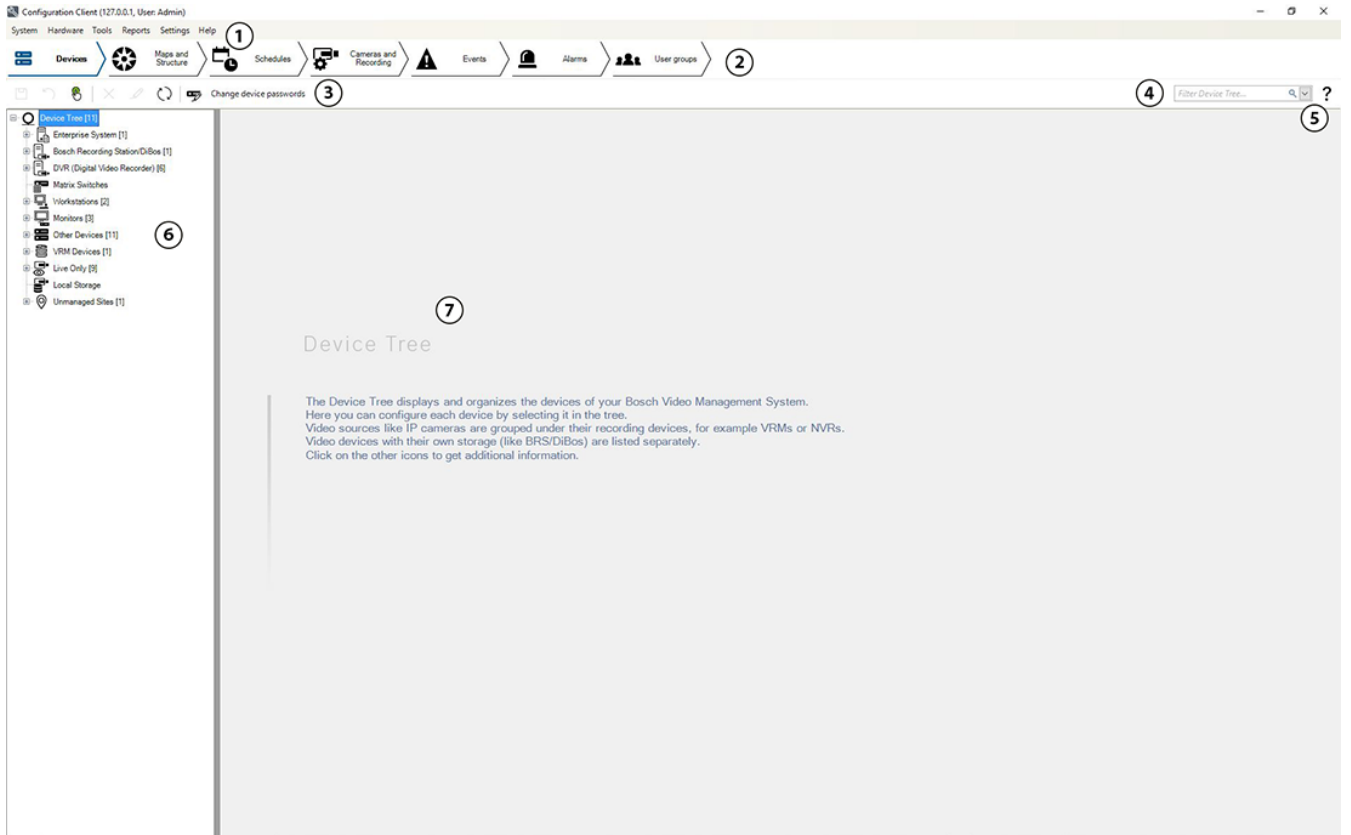 Configuration Client (127.0.0.1, User: Admin)
System Hardware Tools Reports Settings Help
1
Devices
Maps and
Structure
Schedules
Cameras and
Recording
Events
Alarms
User groups
2
Change device passwords
3
4
Filter Device Tree...
?
5
Device Tree [11]
Enterprise System [1]
Bosch Recording Station/DiBos [1]
DVR (Digital Video Recorder) [6]
Matrix Switches
Workstations [2]
Monitors [3]
Other Devices [11]
6
VRM Devices [1]
Live Only [9]
Local Storage
Unmanaged Sites [1]
7
Device Tree
The Device Tree displays and organizes the devices of your Bosch Video Management System.
Here you can configure each device by selecting it in the tree.
Video sources like IP cameras are grouped under their recording devices, for example VRMs or NVRs.
Video devices with their own storage (like BRS/DiBos) are listed separately.
Click on the other icons to get additional information.